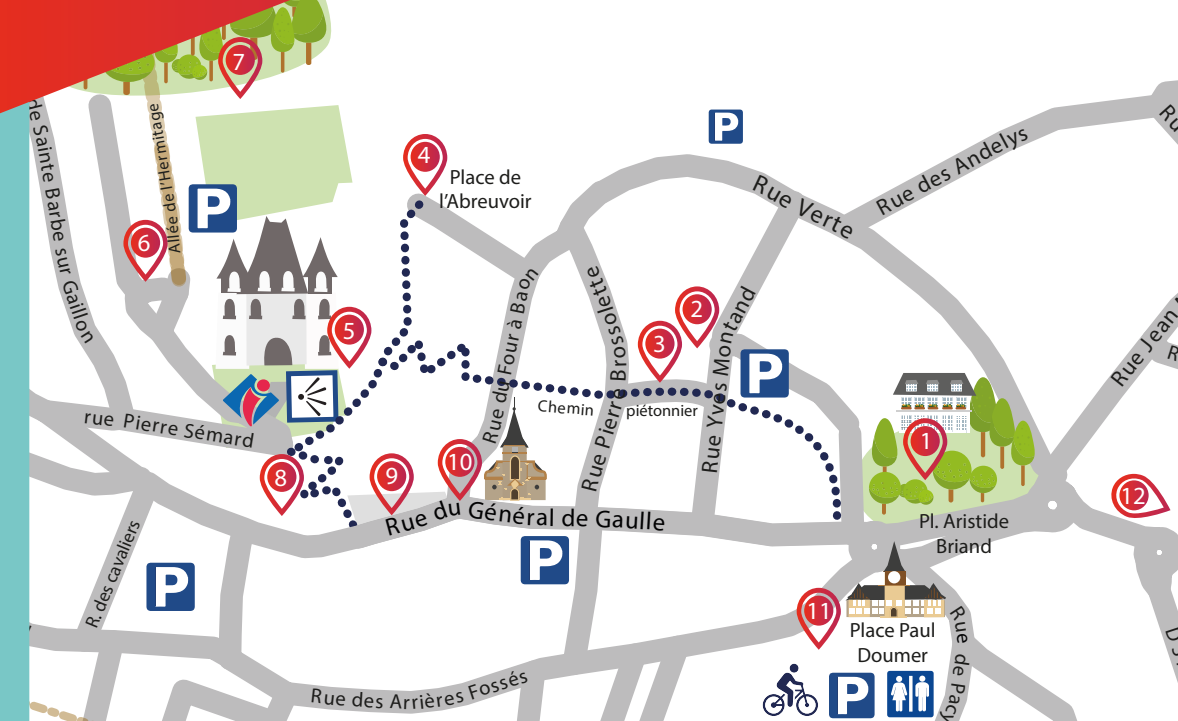 7
de Sainte Barbe sur Gaillon
Allée de l'Hermitage
P
P
4
Place de
l'Abreuvoir
Rue Verte
Rue des Andelys
6
5
2
3
Rue du Four à Baon
Rue Pierre Brossolette
Rue Yves Montand
P
Rue Jean
Chemin piétonnier
rue Pierre Sémard
i
1
8
9
10
12
Rue du Général de Gaulle
Pl. Aristide
Briand
R. des cavaliers
P
P
11
Place Paul
Doumer
Rue de Pacy
Rue des Arrières Fossés
P